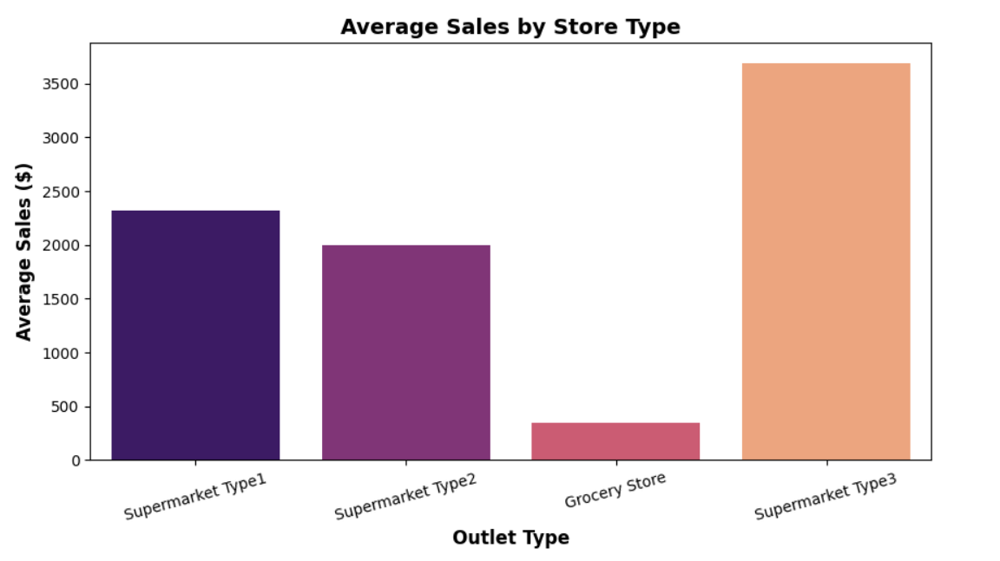 Average Sales by Store Type
Average Sales ($)
3500
3000
2500
2000
1500
1000
500
0
Supermarket Type1
Supermarket Type2
Grocery Store
Supermarket Type3
Outlet Type